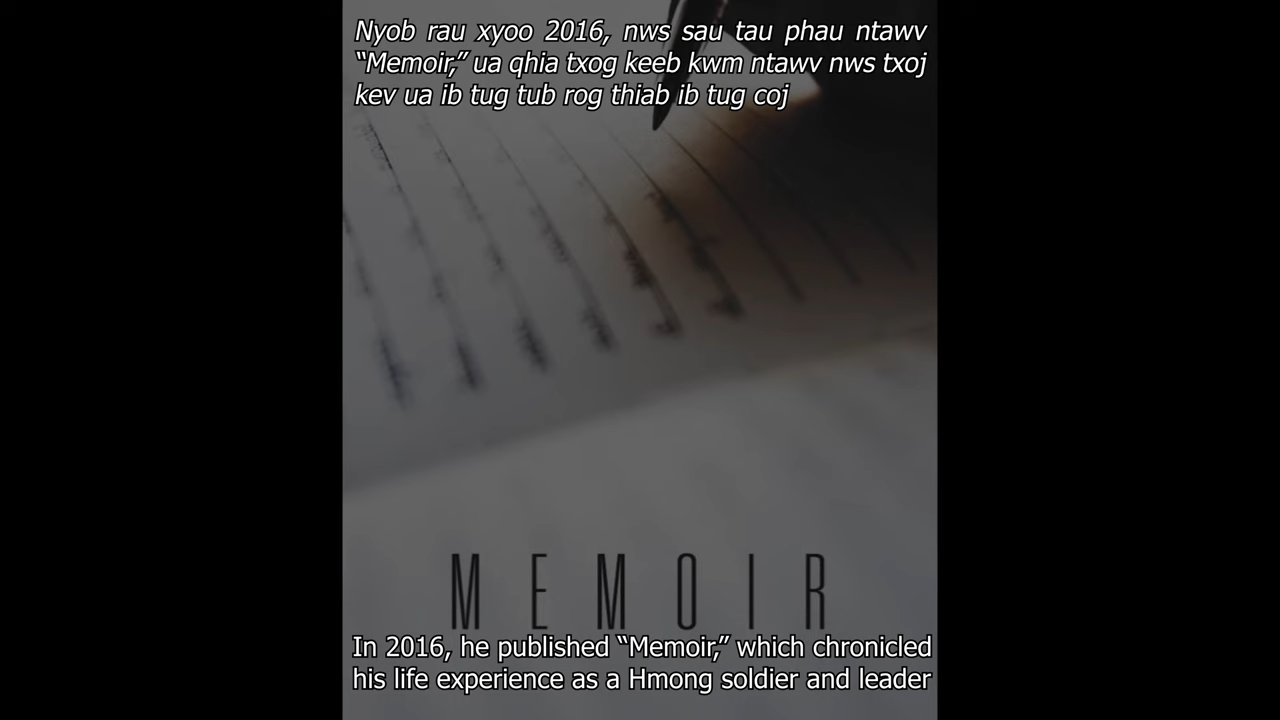 Nyob rau xyoo 2016, nws sau tau phau ntawv
“Memoir,” ua qhia txog keeb kwm ntawv nws txoj
kev ua ib tug tub rog thiab ib tug coj
MEMOIR
In 2016, he published “Memoir,” which chronicled
his life experience as a Hmong soldier and leader